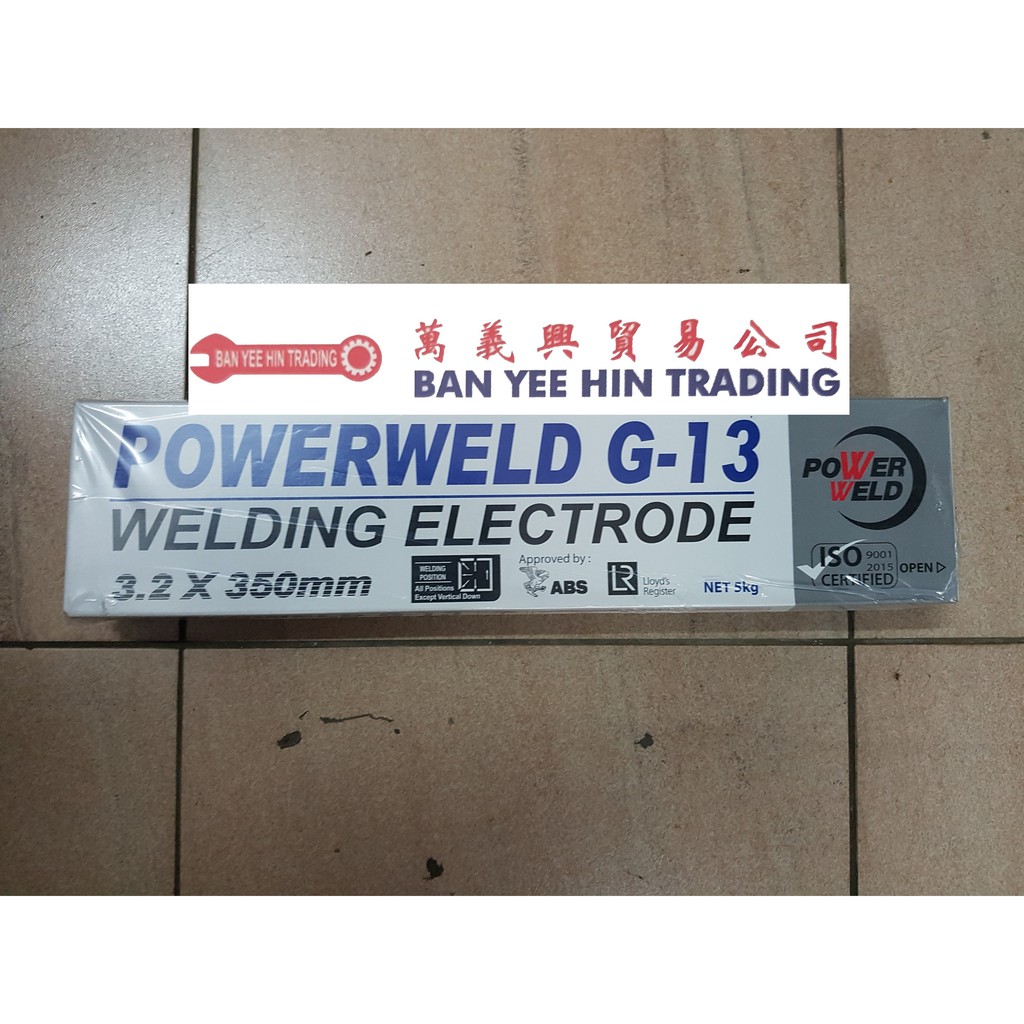 BAN YEE HIN TRADING
萬義興貿易公司
BAN YEE HIN TRADING
POWERWELD G-13
WELDING ELECTRODE
3.2 X 350mm
WELDING
POSITION
All Positions
Except Vertical Down
Approved by :
ABS
LR
Lloyd's
Register
NET 5kg
POWER
WELD
ISO 9001
2015
CERTIFIED
OPEN